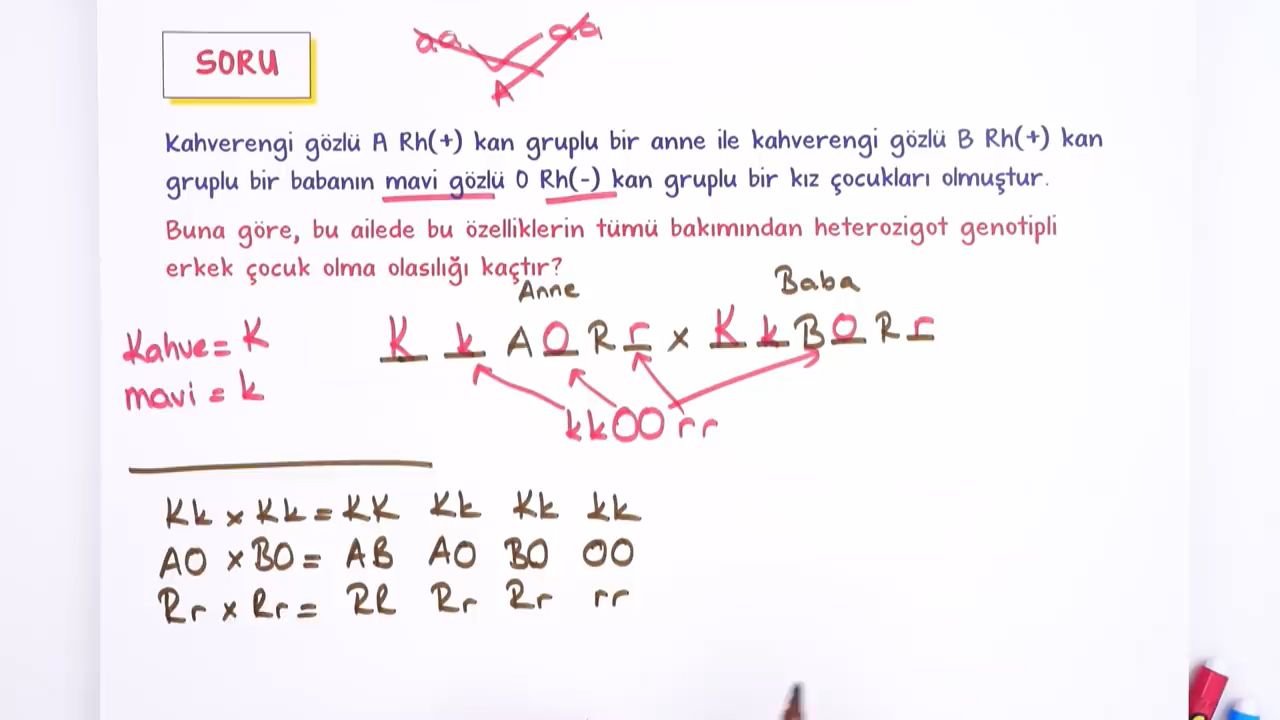 aa aa
SORU
A
Kahverengi gözlü A Rh(+) kan gruplu bir anne ile kahverengi gözlü B Rh(+) kan
gruplu bir babanın mavi gözlü 0 Rh(-) kan gruplu bir kız çocukları olmuştur.
Buna göre, bu ailede bu özelliklerin tümü bakımından heterozigot genotipli
erkek çocuk olma olasılığı kaçtır?
Anne Baba
Kahve = K K k A O R r × K k B O R r
mavi = k
kkOOrr
Kk × Kk = KK Kk Kk kk
AO × BO = AB AO BO OO
Rr × Rr = RR Rr Rr rr